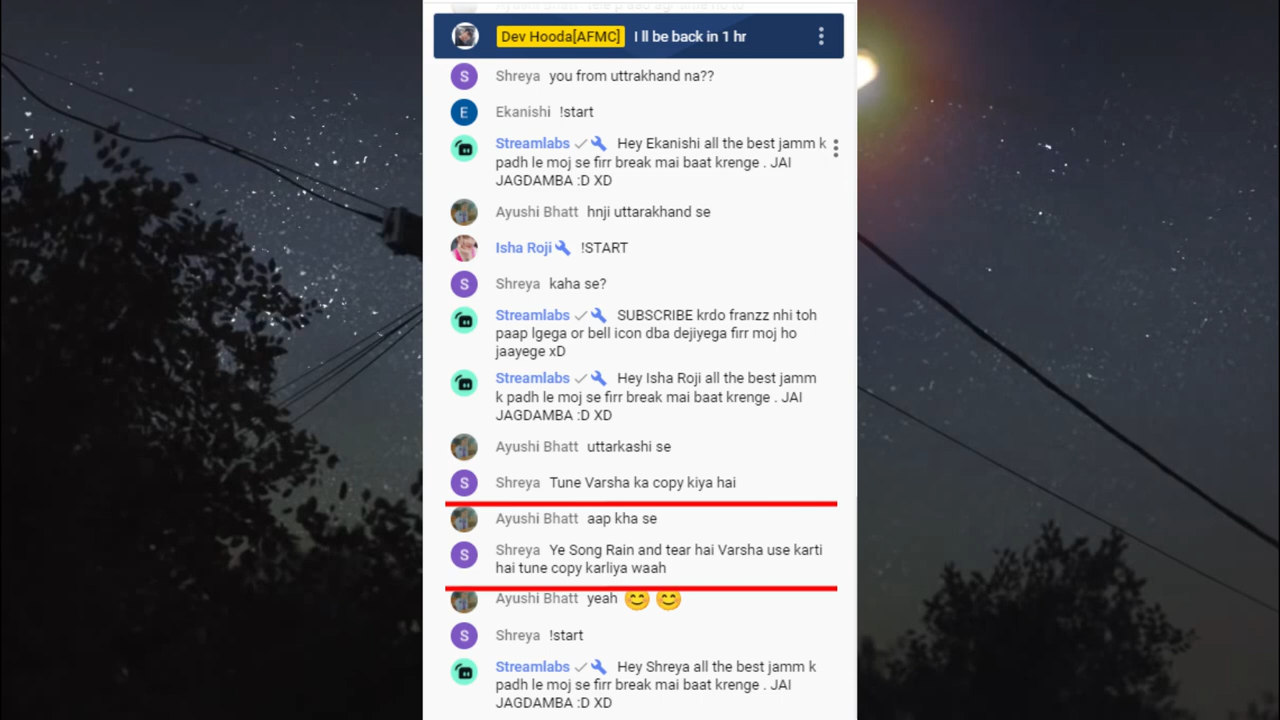 Dev Hooda[AFMC] I ll be back in 1 hr
S Shreya you from uttrakhand na??
E Ekanishi !start
Streamlabs Hey Ekanishi all the best jamm k
padh le moj se firr break mai baat krenge . JAI
JAGDAMBA :D XD
Ayushi Bhatt hnji uttarakhand se
Isha Roji !START
S Shreya kaha se?
Streamlabs SUBSCRIBE krdo franzz nhi toh
paap lgega or bell icon dba dejiyega firr moj ho
jaayege xD
Streamlabs Hey Isha Roji all the best jamm
k padh le moj se firr break mai baat krenge . JAI
JAGDAMBA :D XD
Ayushi Bhatt uttarkashi se
S Shreya Tune Varsha ka copy kiya hai
Ayushi Bhatt aap kha se
S Shreya Ye Song Rain and tear hai Varsha use karti
hai tune copy karliya waah
Ayushi Bhatt yeah 😊 😊
S Shreya !start
Streamlabs Hey Shreya all the best jamm k
padh le moj se firr break mai baat krenge . JAI
JAGDAMBA :D XD